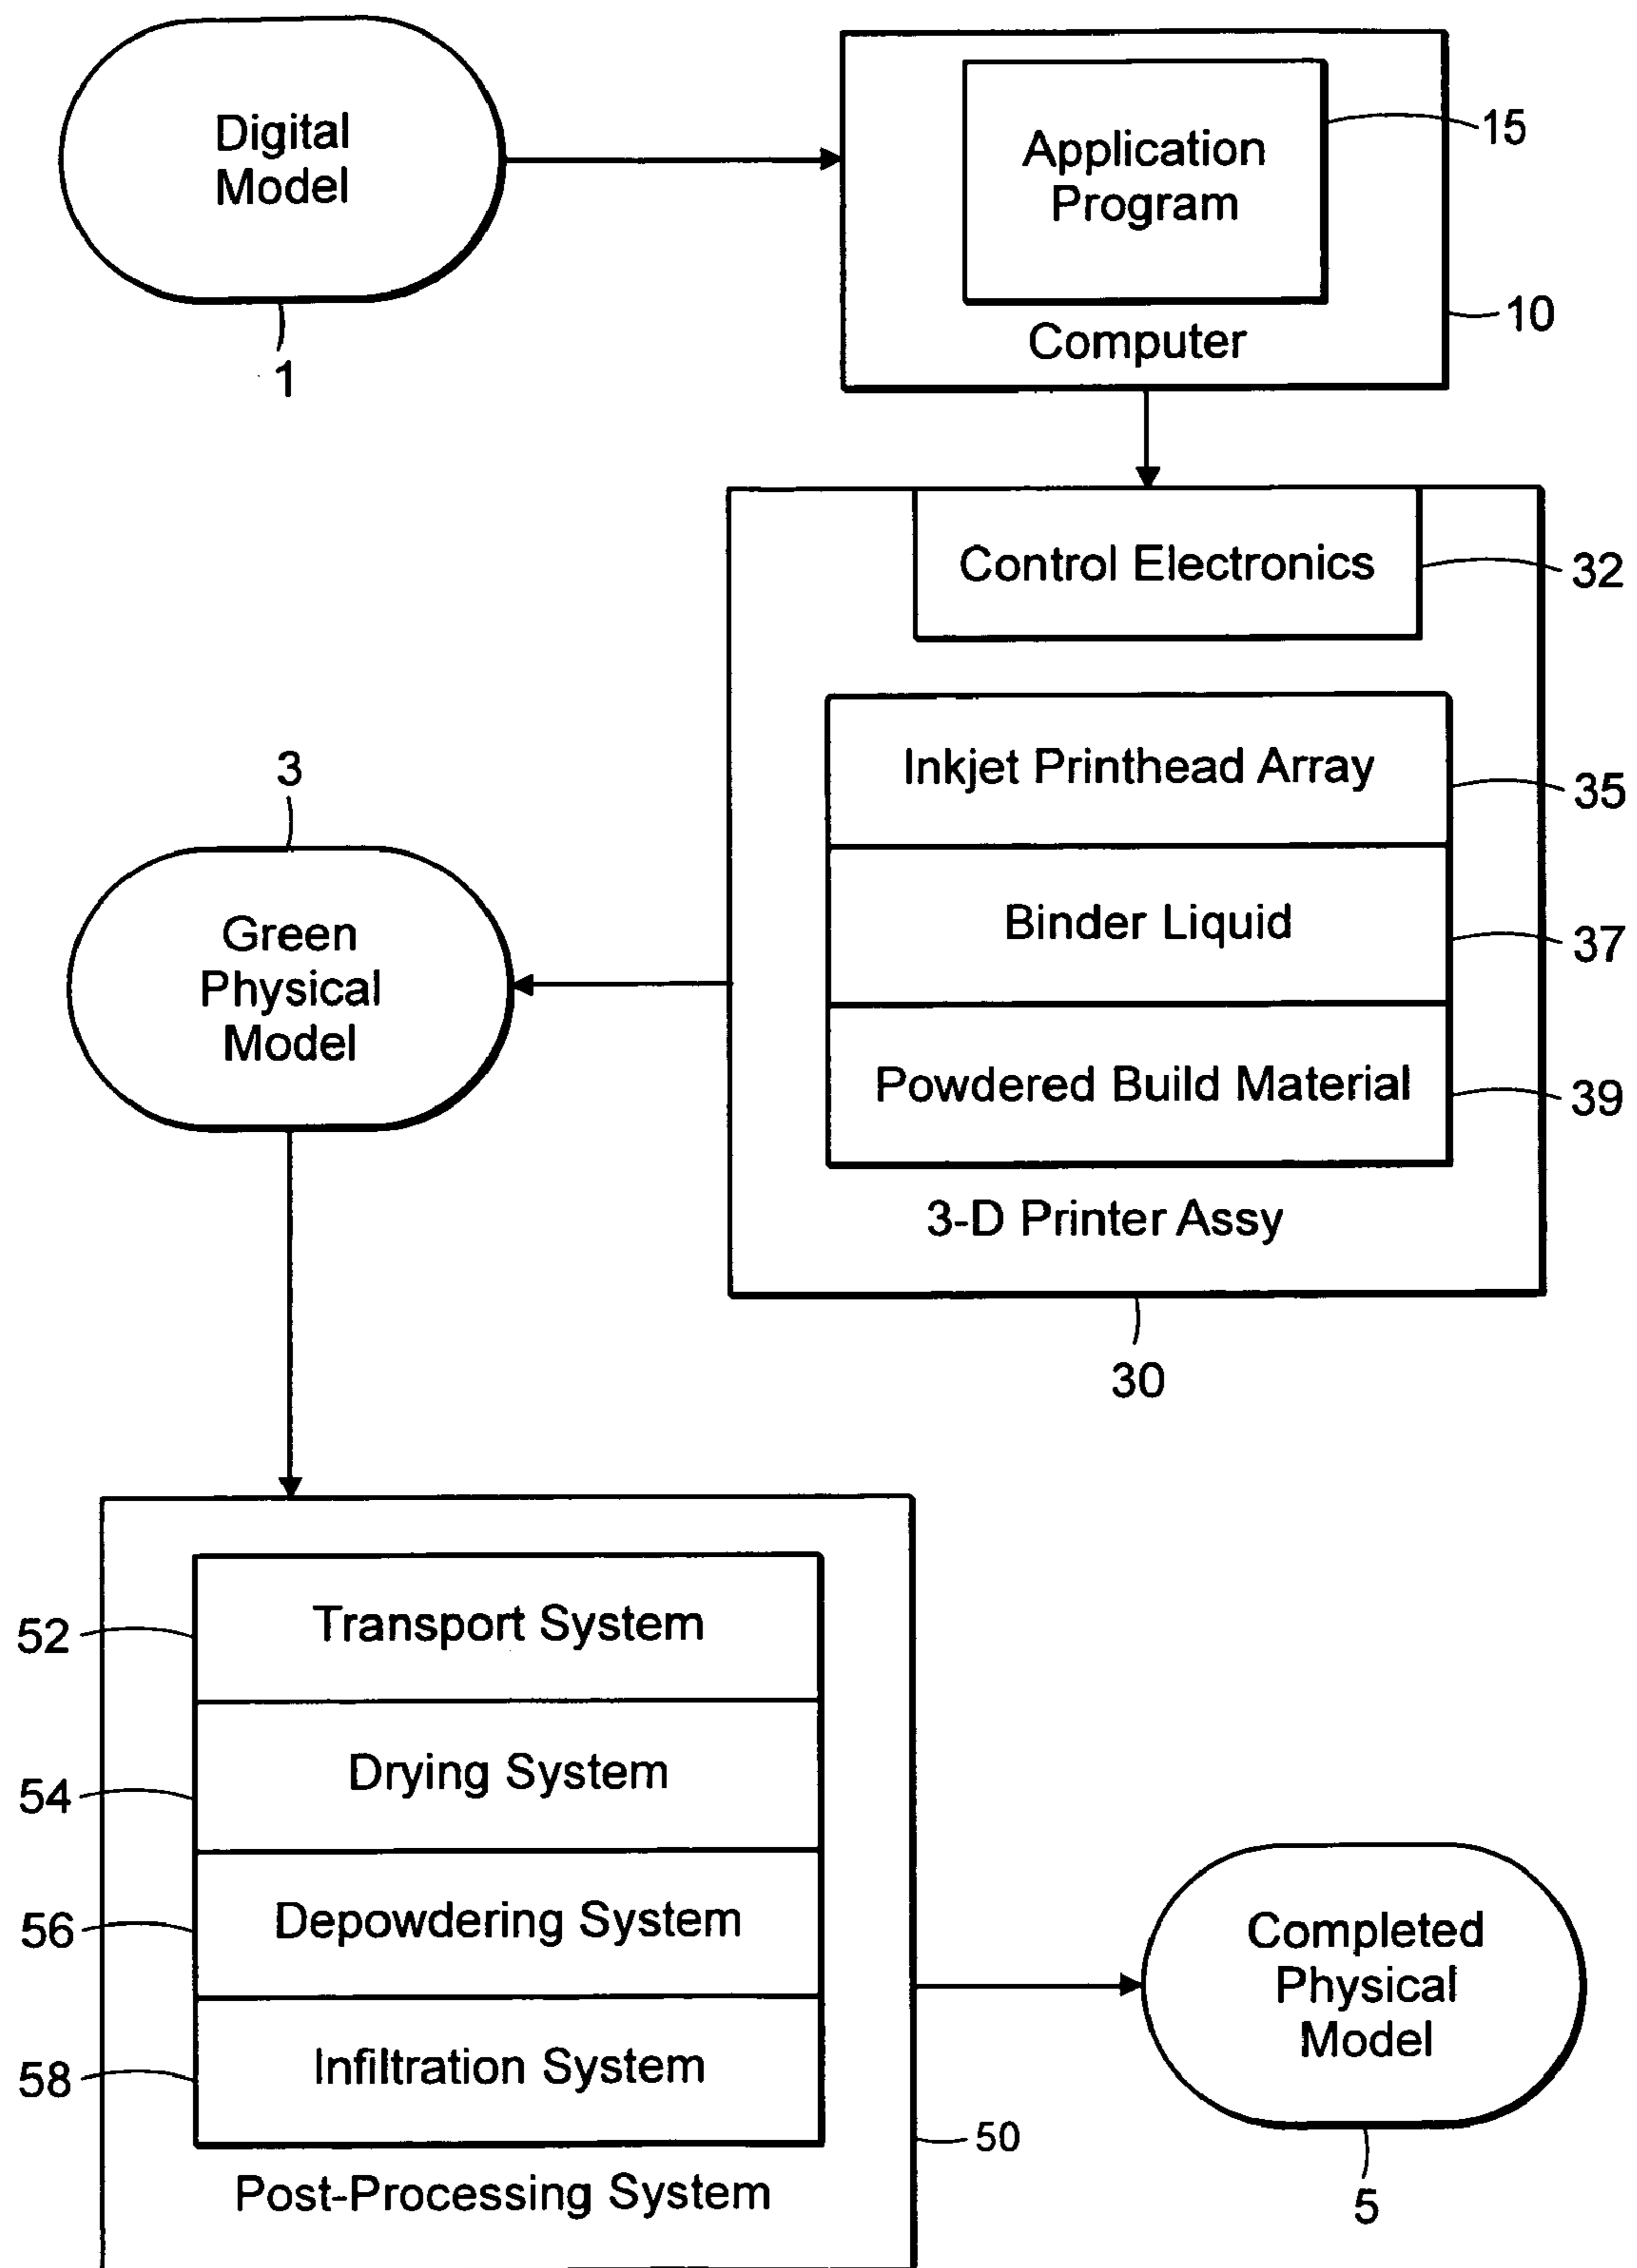 Digital
Model
1
Application
Program
15
Computer
10
Control Electronics
32
Inkjet Printhead Array
35
Binder Liquid
37
Powdered Build Material
39
3-D Printer Assy
30
3
Green
Physical
Model
Transport System
52
Drying System
54
Depowdering System
56
Infiltration System
58
Post-Processing System
50
Completed
Physical
Model
5